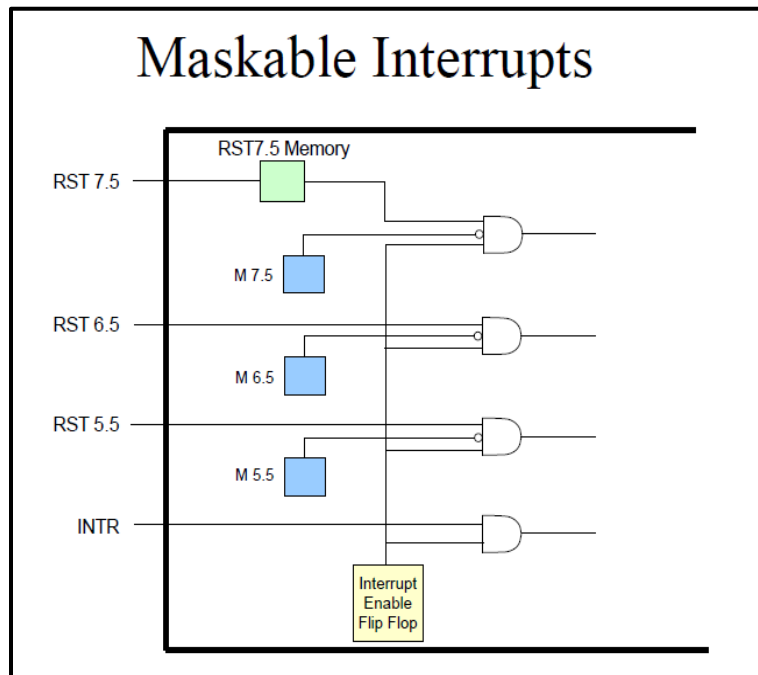 Maskable Interrupts
RST7.5 Memory
RST 7.5
M 7.5
RST 6.5
M 6.5
RST 5.5
M 5.5
INTR
Interrupt
Enable
Flip Flop